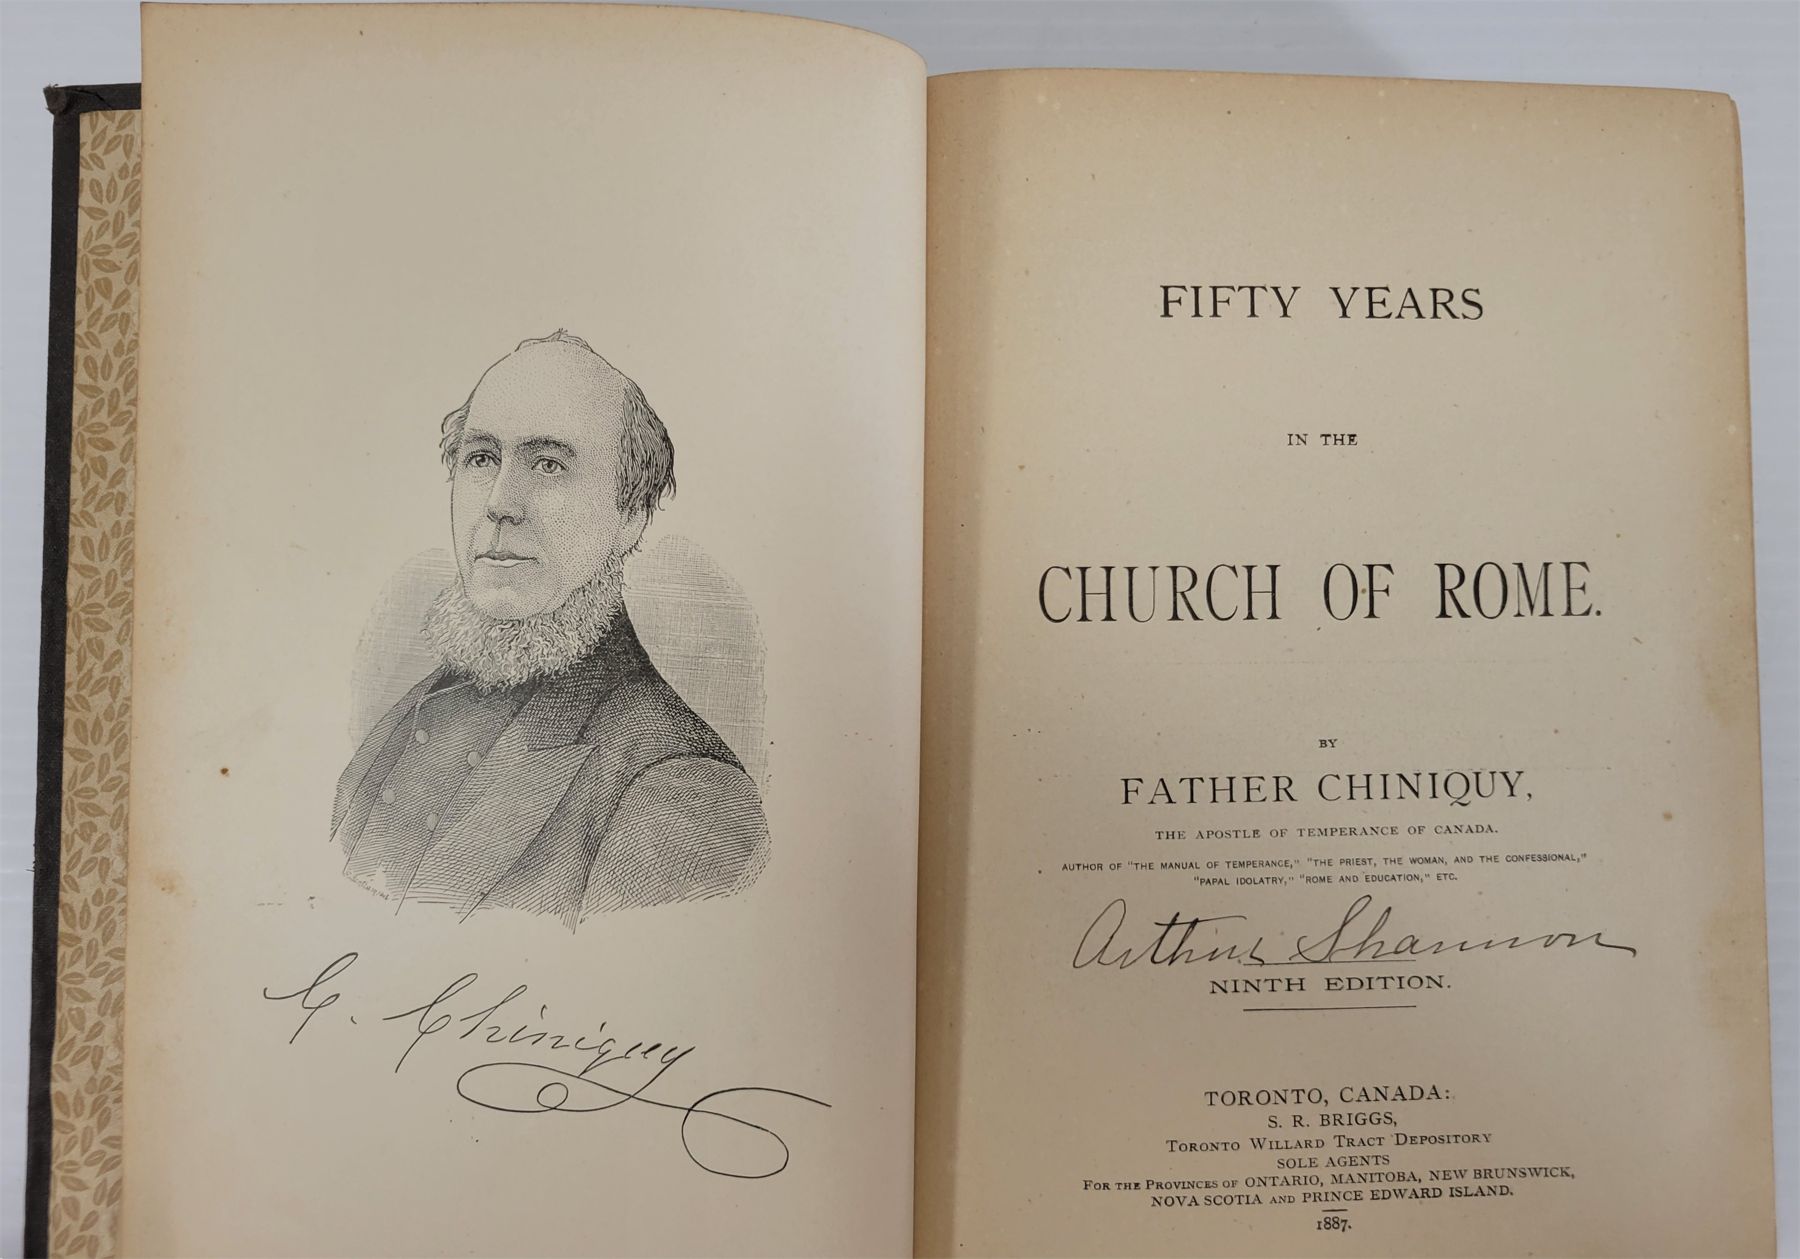 C. Chiniquy
FIFTY YEARS
IN THE
CHURCH OF ROME.
BY
FATHER CHINIQUY,
THE APOSTLE OF TEMPERANCE OF CANADA.
AUTHOR OF "THE MANUAL OF TEMPERANCE," "THE PRIEST, THE WOMAN, AND THE CONFESSIONAL,"
"PAPAL IDOLATRY," "ROME AND EDUCATION," ETC.
Arthur Shannon
NINTH EDITION.
TORONTO, CANADA:
S. R. BRIGGS,
TORONTO WILLARD TRACT DEPOSITORY
SOLE AGENTS
FOR THE PROVINCES OF ONTARIO, MANITOBA, NEW BRUNSWICK,
NOVA SCOTIA AND PRINCE EDWARD ISLAND.
1887.